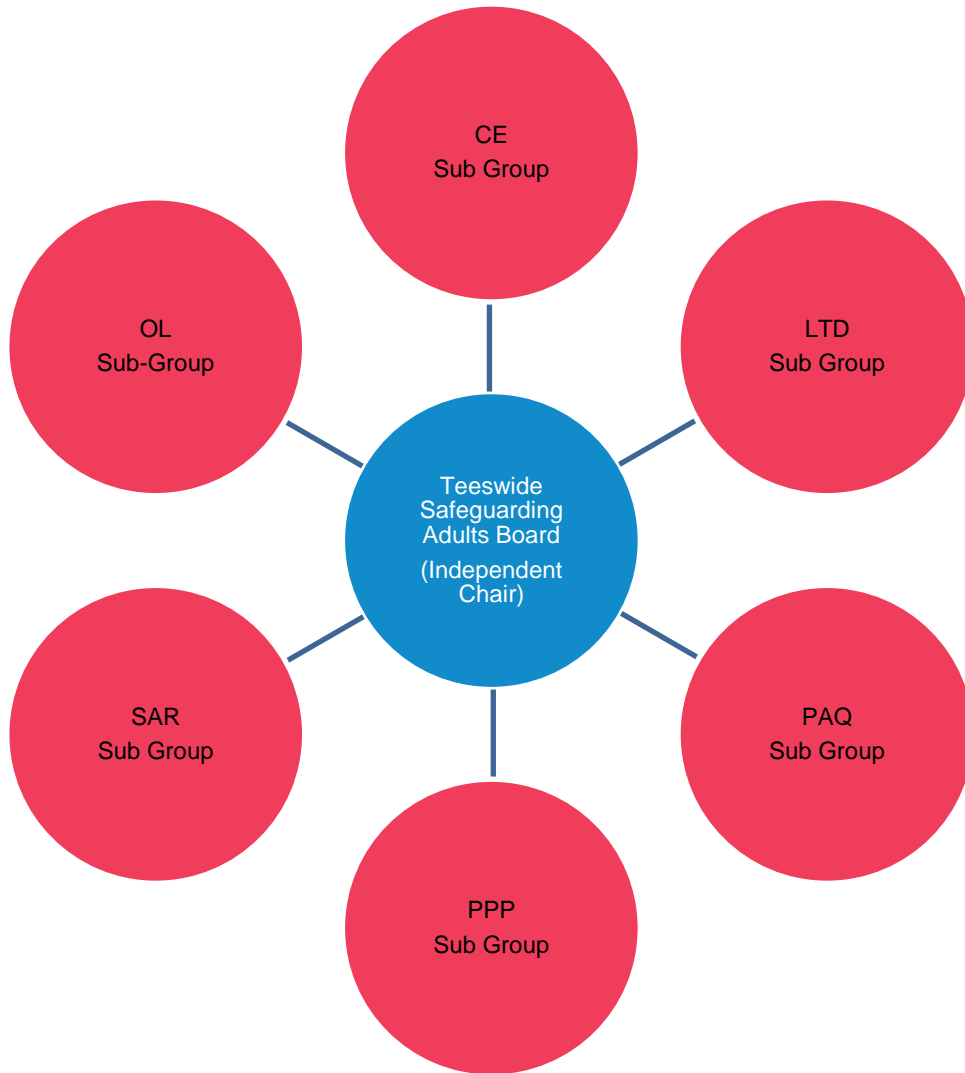 CE
Sub Group
OL
Sub-Group
LTD
Sub Group
Teeswide
Safeguarding
Adults Board
(Independent
Chair)
SAR
Sub Group
PAQ
Sub Group
PPP
Sub Group